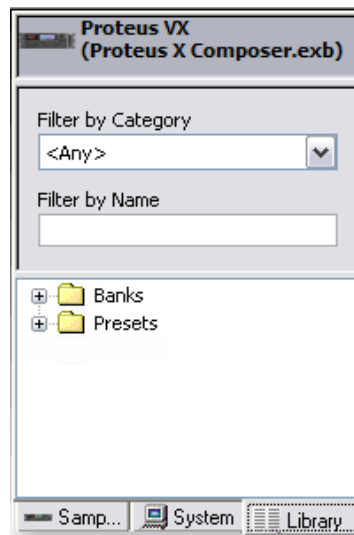 Proteus VX
(Proteus X Composer.exb)
Filter by Category
<Any>
Filter by Name
Banks
Presets
Samp... System Library